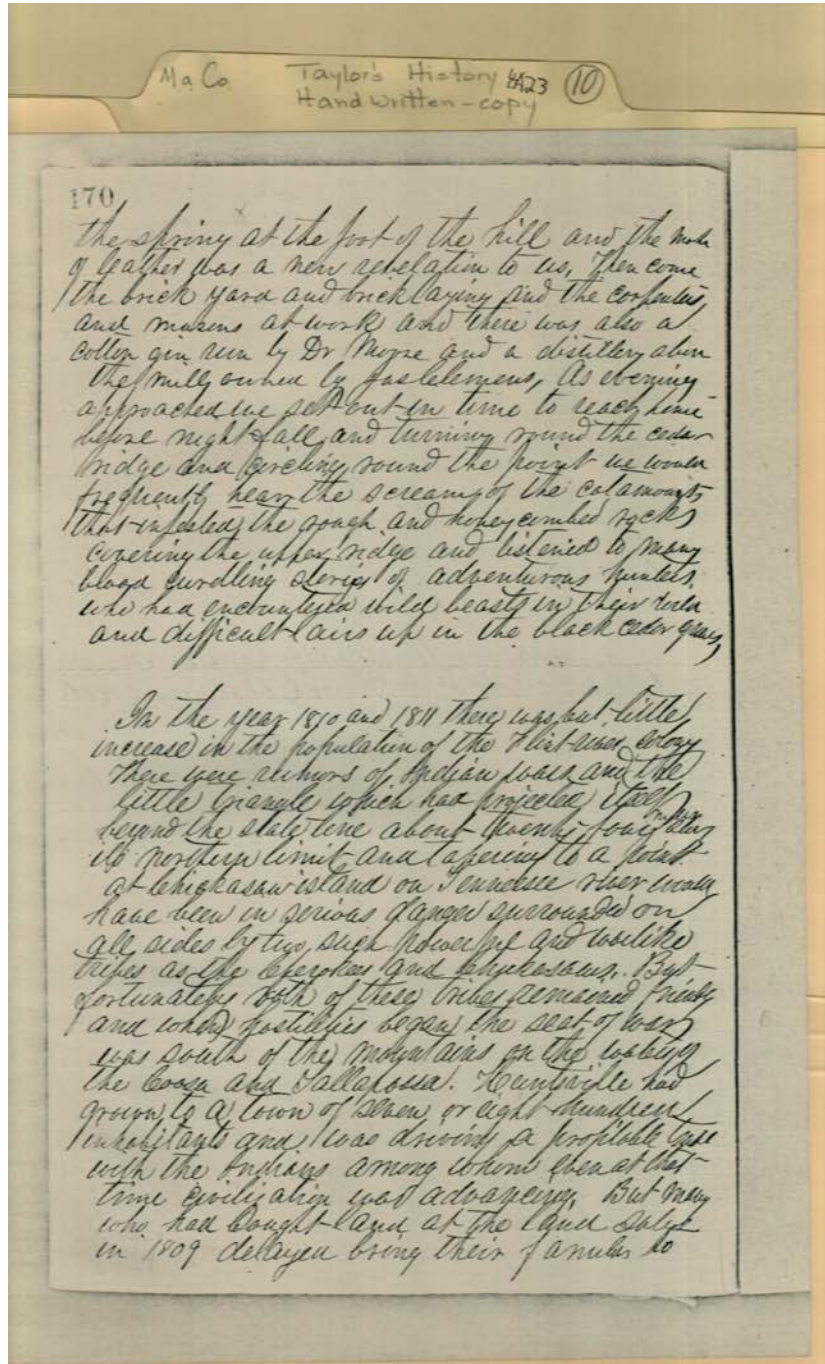 Ma. Co. Taylor's History 4A23 10
Hand written - copy
170
the spring at the foot of the hill and the
of leather was a new revelation to us, Then come
the brick yard and bricklaying and the carpenters
and masons at work and there was also a
cotton gin run by Dr Moore and a distillery above
the mill owned by Jas Clemens, As evening
approached we set out in time to reach home
before night fall and turning round the cedar
ridge and circling round the point we would
frequently hear the screams of the catamounts
that infested the rough and honeycombed rocks
covering the upper ridge and listened to many
blood curdling stories of adventurous hunters,
who had encountered wild beasts in their
and difficult lairs up in the black cedar
In the year 1810 and 1811 there was but little
increase in the population of the Flint river colony
There were rumors of Indian wars and the
little triangle which had projected itself
beyond the state line about twenty four miles
its northern limit and tapering to a point
at Chickasaw island on Tennessee river would
have been in serious danger surrounded on
all sides by two such powerful and warlike
tribes as the Cherokees and Chickasaws. But
fortunately both of these tribes remained friendly
and when hostilities began the seat of war
was south of the mountains on the waters of
the Coosa and Tallapoosa. Huntsville had
grown to a town of seven or eight hundred
inhabitants and was driving a profitable trade
with the Indians among whom even at that
time civilization was advancing. But many
who had bought land at the land sales
in 1809 delayed bring their families to